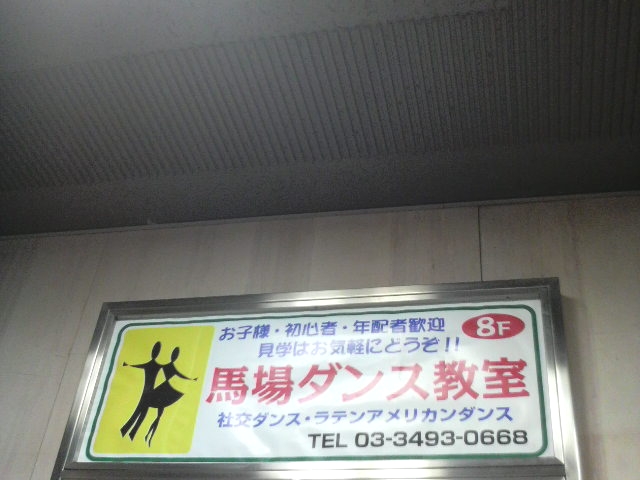 お子様・初心者・年配者歓迎
8F
見学はお気軽にどうぞ!!
馬場ダンス教室
社交ダンス・ラテンアメリカンダンス
TEL 03-3493-0668